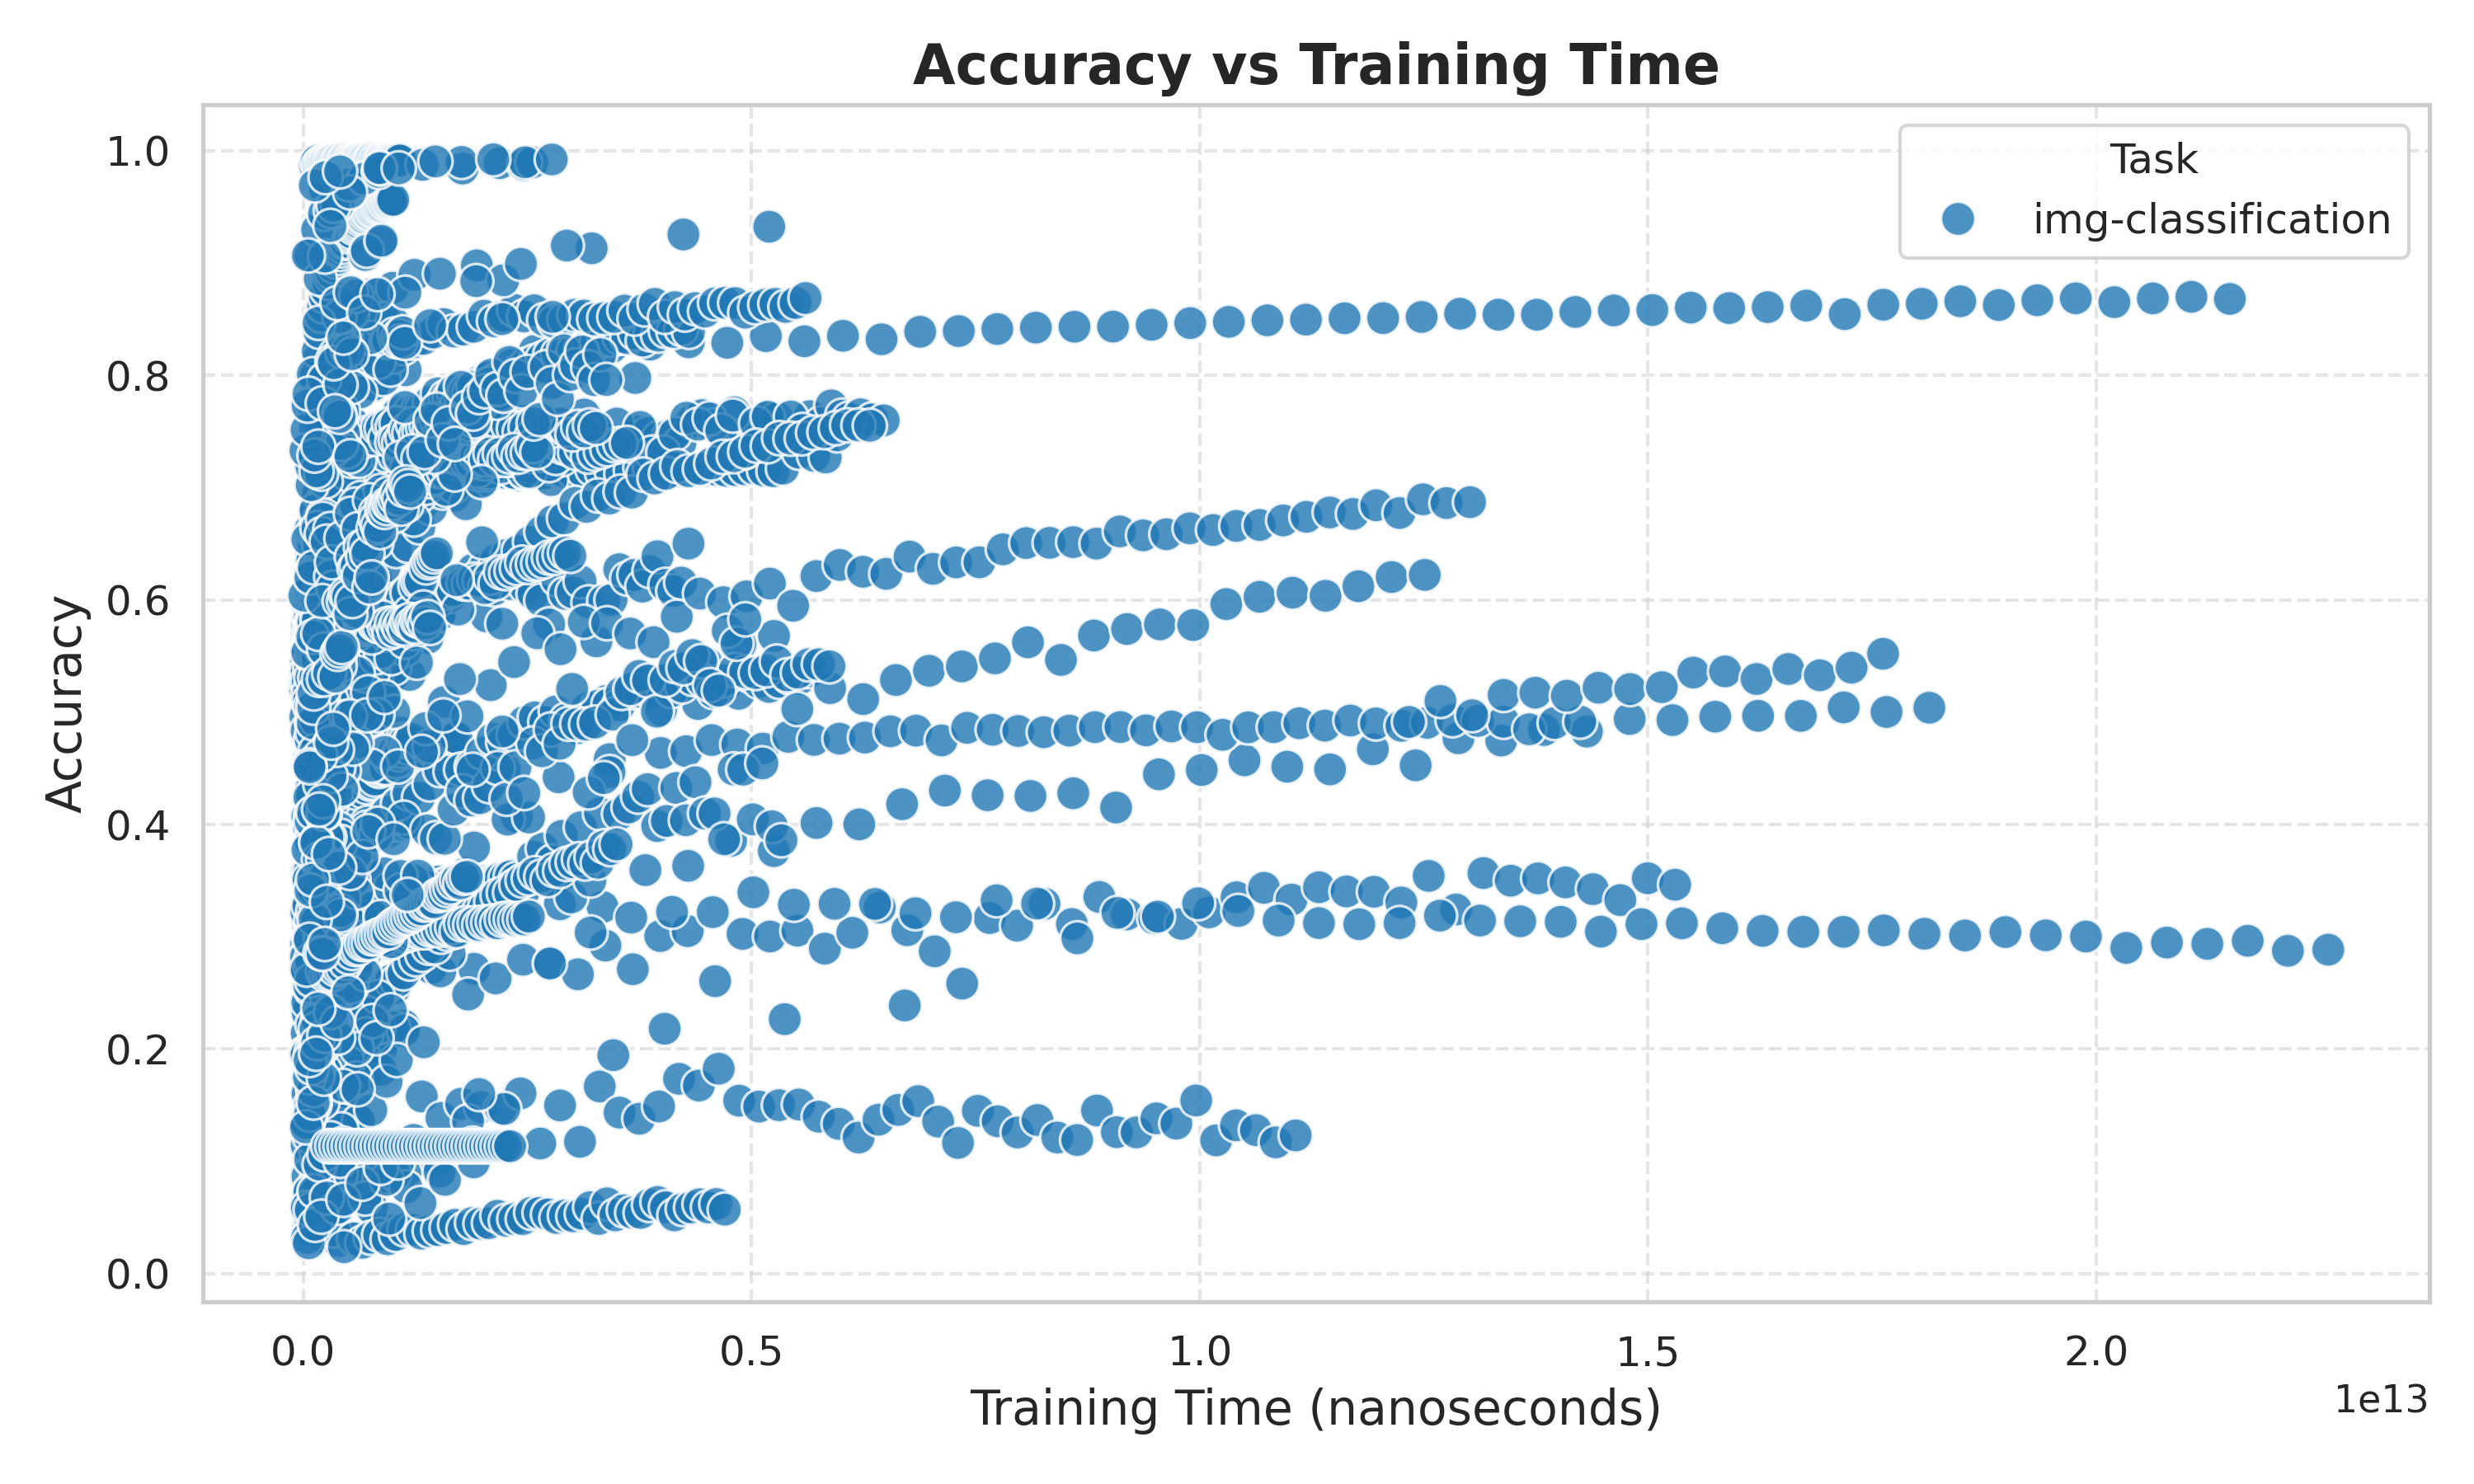 Accuracy vs Training Time
Task
img-classification
Accuracy
1.0
0.8
0.6
0.4
0.2
0.0
0.0 0.5 1.0 1.5 2.0
1e13
Training Time (nanoseconds)